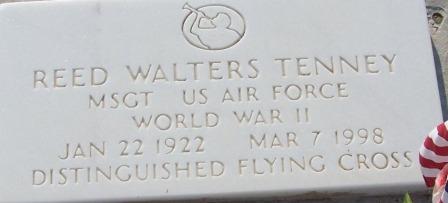 REED WALTERS TENNEY
MSGT US AIR FORCE
WORLD WAR II
JAN 22 1922 MAR 7 1998
DISTINGUISHED FLYING CROSS